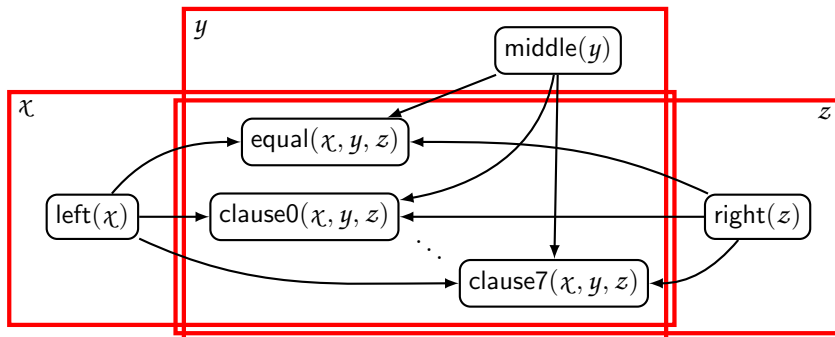 y
middle(y)
x
z
equal(x, y, z)
left(x)
clause0(x, y, z)
right(z)
⋱
clause7(x, y, z)